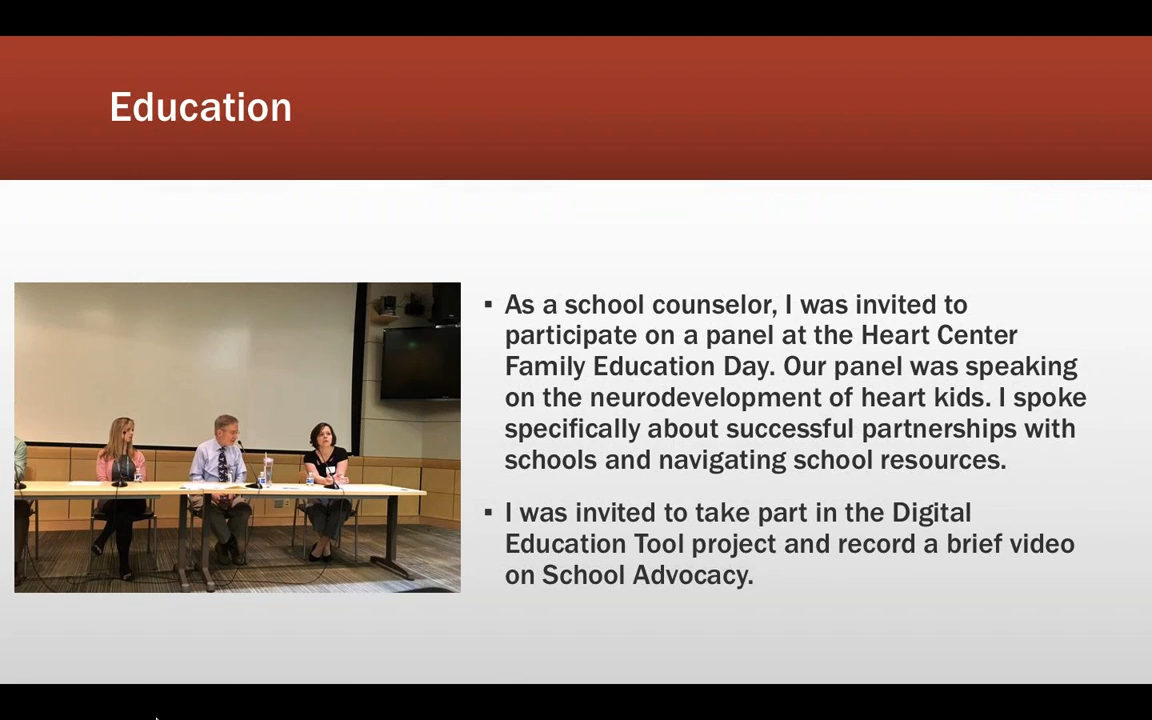 Education
▪ As a school counselor, I was invited to
participate on a panel at the Heart Center
Family Education Day. Our panel was speaking
on the neurodevelopment of heart kids. I spoke
specifically about successful partnerships with
schools and navigating school resources.
▪ I was invited to take part in the Digital
Education Tool project and record a brief video
on School Advocacy.